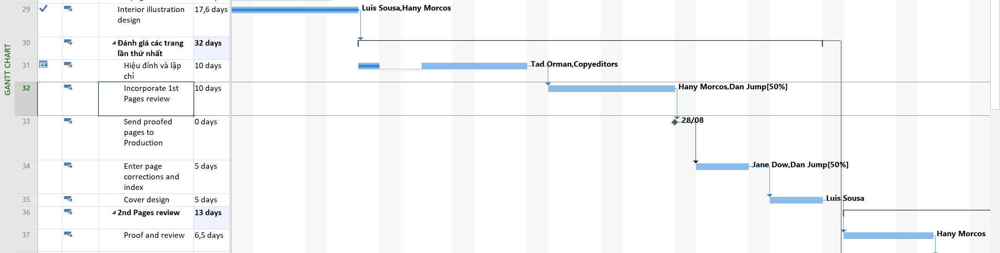 GANTT CHART
29 Interior illustration 17,6 days Luis Sousa,Hany Morcos
design
30 Đánh giá các trang 32 days
lần thứ nhất
31 Hiệu đính và lập 10 days Tad Orman,Copyeditors
chỉ
32 Incorporate 1st 10 days Hany Morcos,Dan Jump[50%]
Pages review
33 Send proofed 0 days 28/08
pages to
Production
34 Enter page 5 days Jane Dow,Dan Jump[50%]
corrections and
index
35 Cover design 5 days Luis Sousa
36 2nd Pages review 13 days
37 Proof and review 6,5 days Hany Morcos